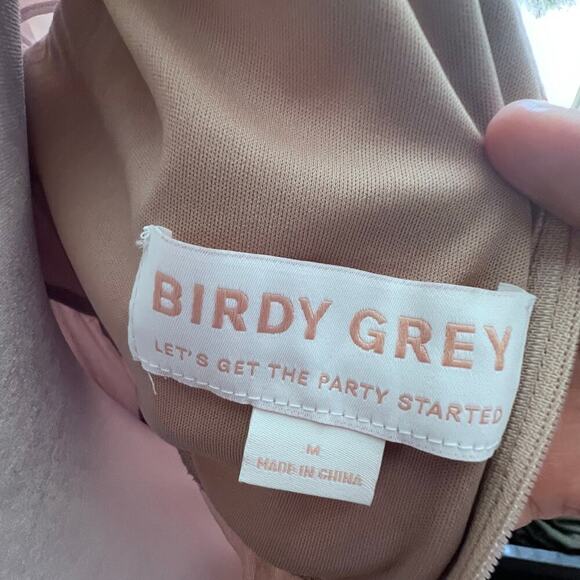 BIRDY GREY
LET'S GET THE PARTY STARTED
M
MADE IN CHINA